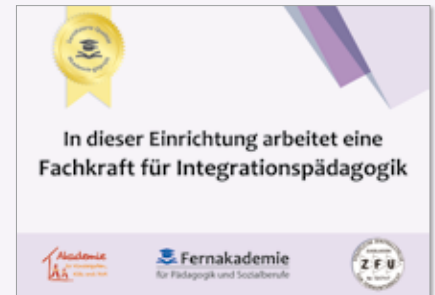 In dieser Einrichtung arbeitet eine
Fachkraft für Integrationspädagogik
Akademie
Fernakademie
für Pädagogik und Sozialberufe
ZFU